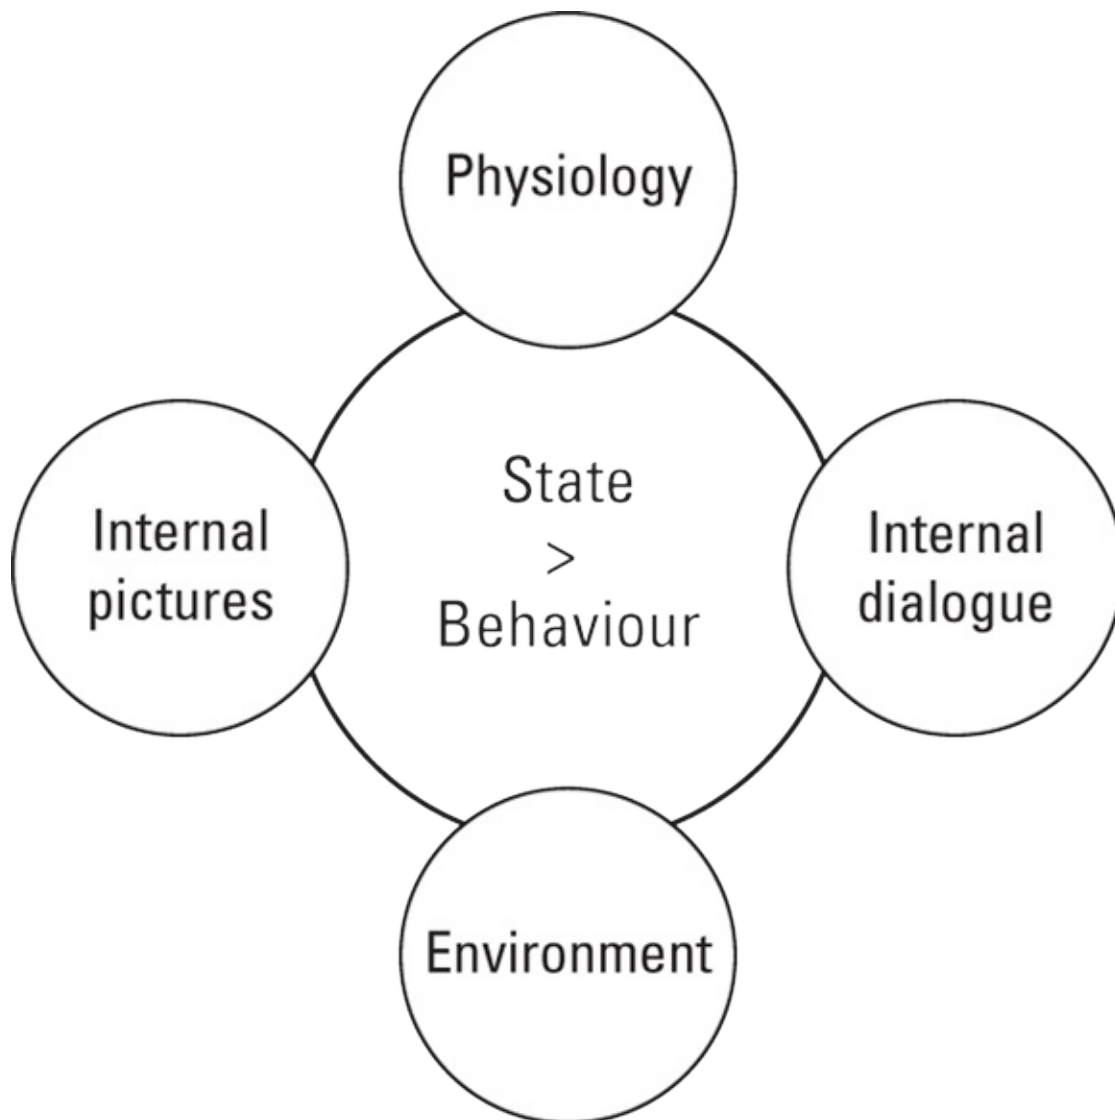 Physiology
Internal
pictures
State
>
Behaviour
Internal
dialogue
Environment